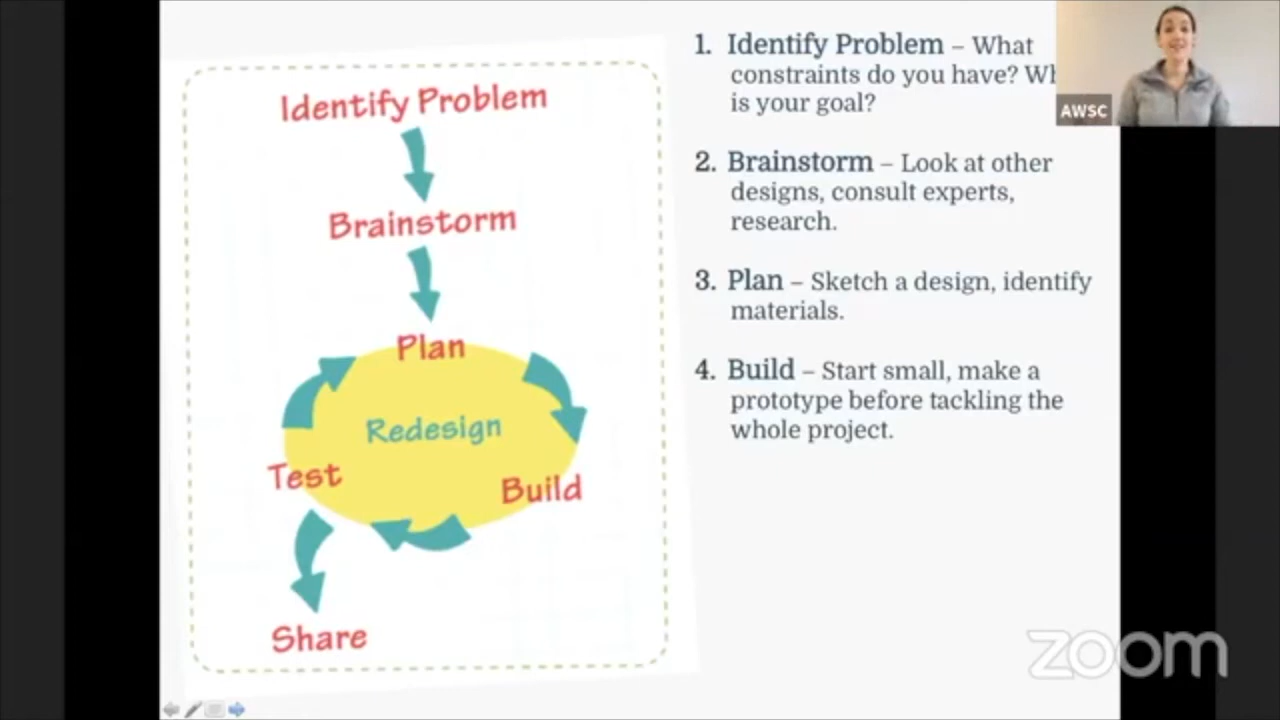 Identify Problem
Brainstorm
Plan
Redesign
Test
Build
Share
1. Identify Problem – What
constraints do you have?
is your goal?
2. Brainstorm – Look at other
designs, consult experts,
research.
3. Plan – Sketch a design, identify
materials.
4. Build – Start small, make a
prototype before tackling the
whole project.
AWSC
zoom